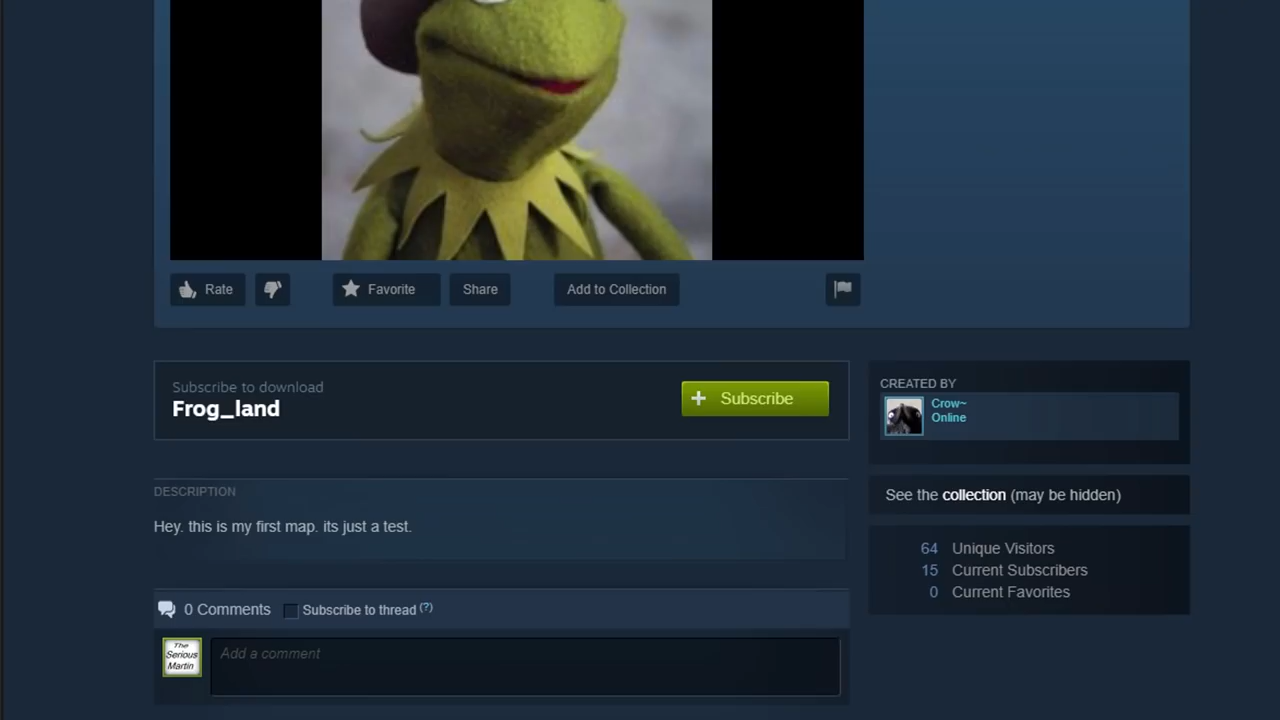 Rate
Favorite
Share
Add to Collection
Subscribe to download
Frog_land
Subscribe
CREATED BY
Crow~
Online
See the collection (may be hidden)
DESCRIPTION
Hey. this is my first map. its just a test.
64 Unique Visitors
15 Current Subscribers
0 Current Favorites
0 Comments
Subscribe to thread (?)
The
Serious
Martin
Add a comment